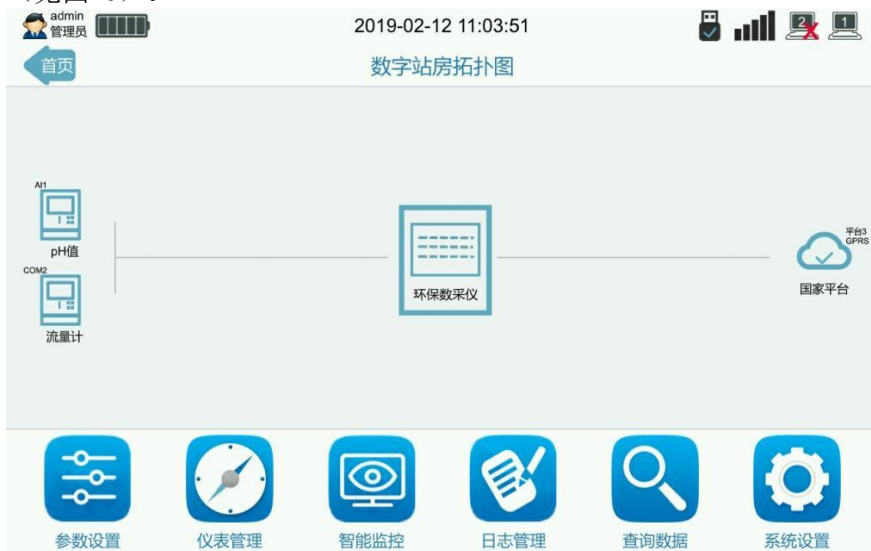 admin
管理员
2019-02-12 11:03:51
2
1
首页
数字站房拓扑图
AI1
pH值
COM2
流量计
环保数采仪
平台3
GPRS
国家平台
参数设置
仪表管理
智能监控
日志管理
查询数据
系统设置